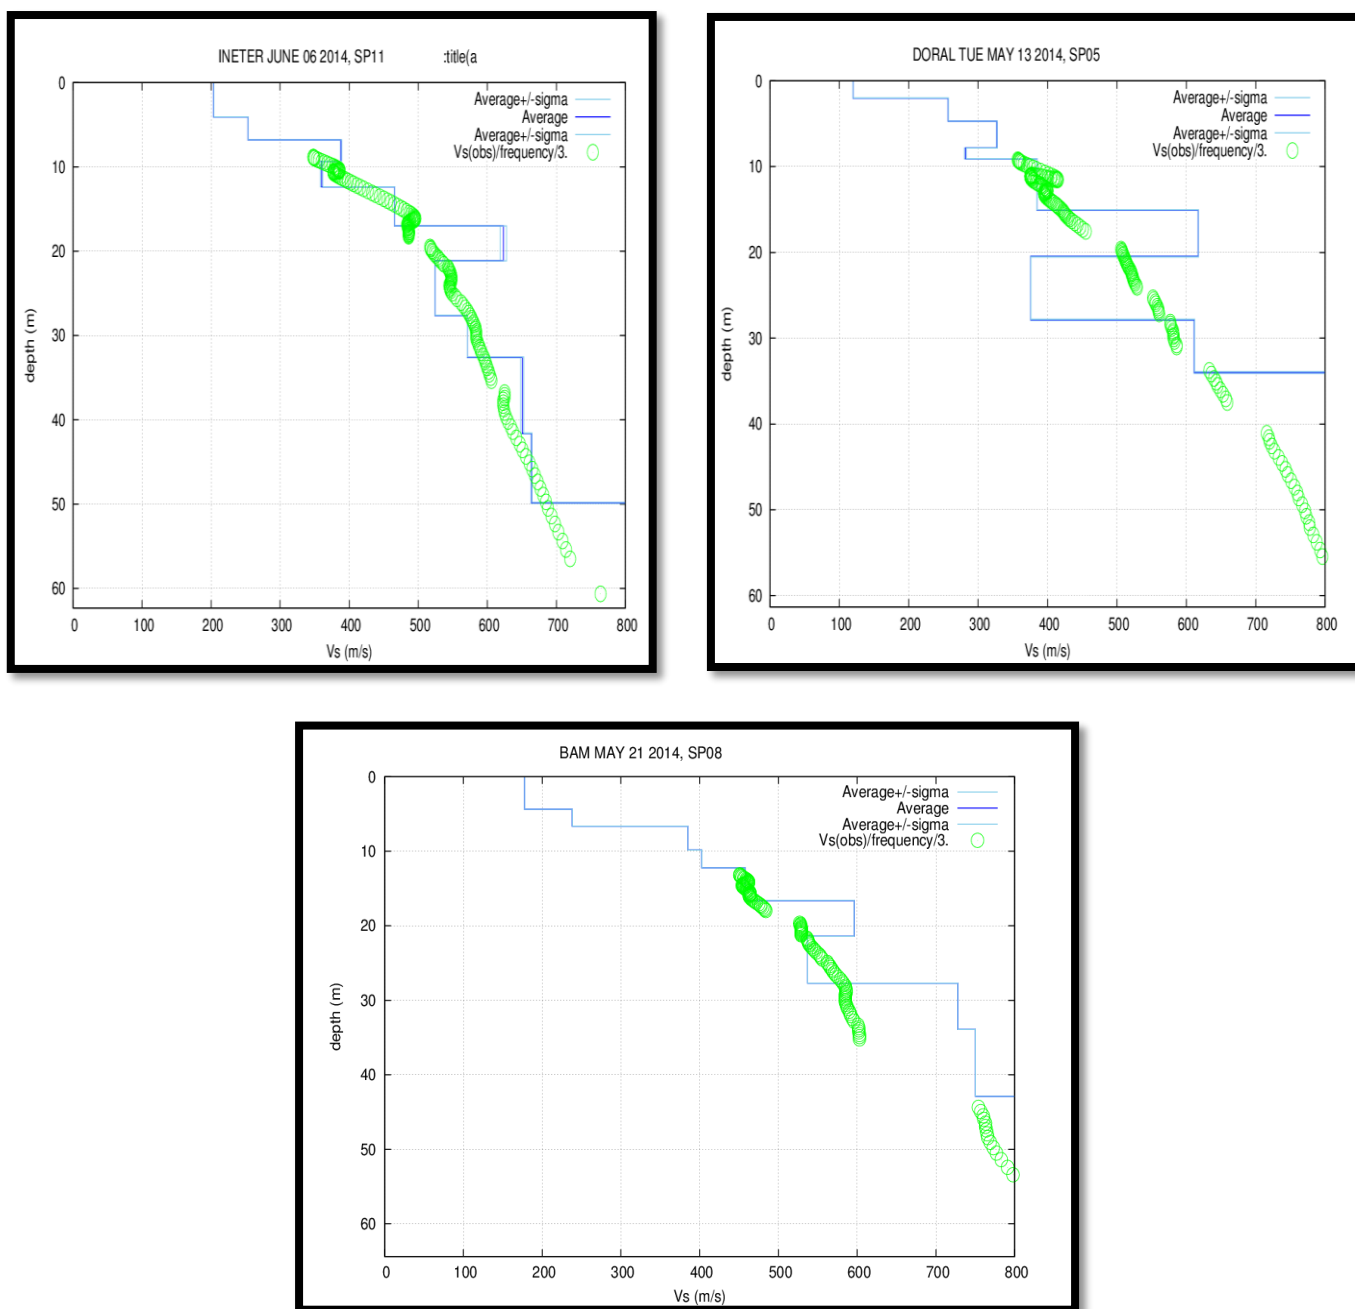 INETER JUNE 06 2014, SP11 :title(a
Average+/-sigma
Average
Average+/-sigma
Vs(obs)/frequency/3.
0
10
20
30
40
50
60
depth (m)
0 100 200 300 400 500 600 700 800
Vs (m/s)
DORAL TUE MAY 13 2014, SP05
Average+/-sigma
Average
Average+/-sigma
Vs(obs)/frequency/3.
0
10
20
30
40
50
60
depth (m)
0 100 200 300 400 500 600 700 800
Vs (m/s)
BAM MAY 21 2014, SP08
Average+/-sigma
Average
Average+/-sigma
Vs(obs)/frequency/3.
0
10
20
30
40
50
60
depth (m)
0 100 200 300 400 500 600 700 800
Vs (m/s)